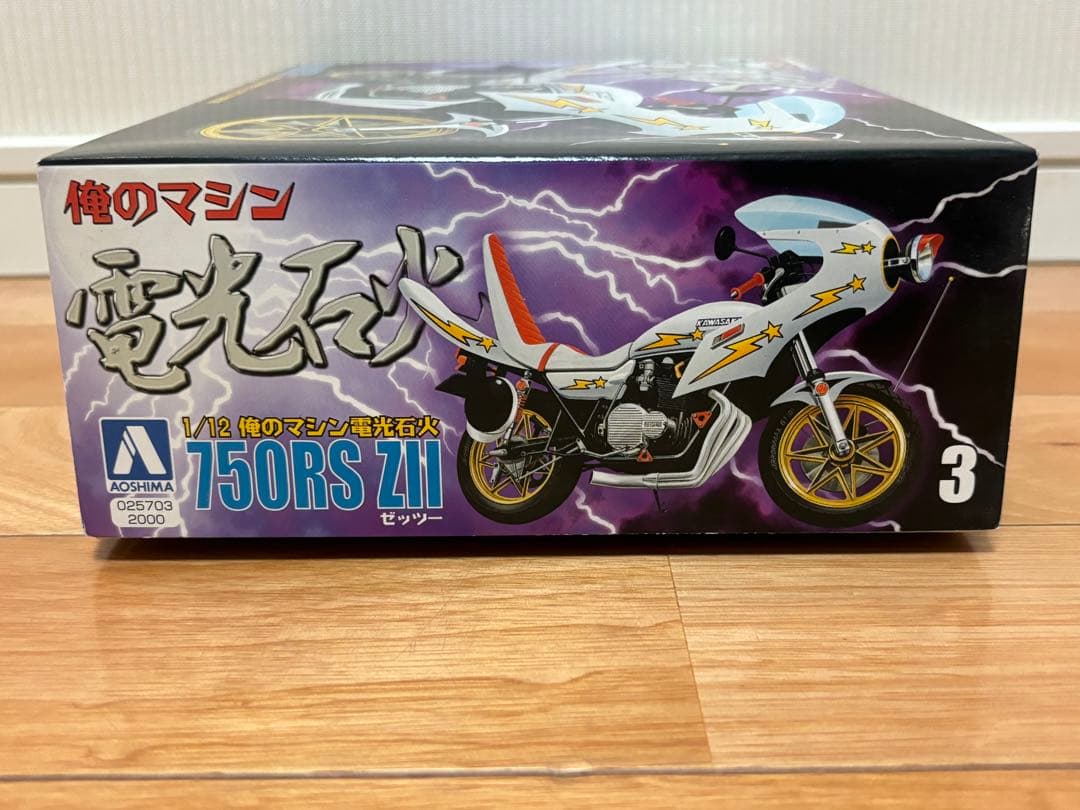 俺のマシン
電光石火
1/12 俺のマシン電光石火
750RS ZII
ゼッツー
AOSHIMA
025703
2000
KAWASAKI
3